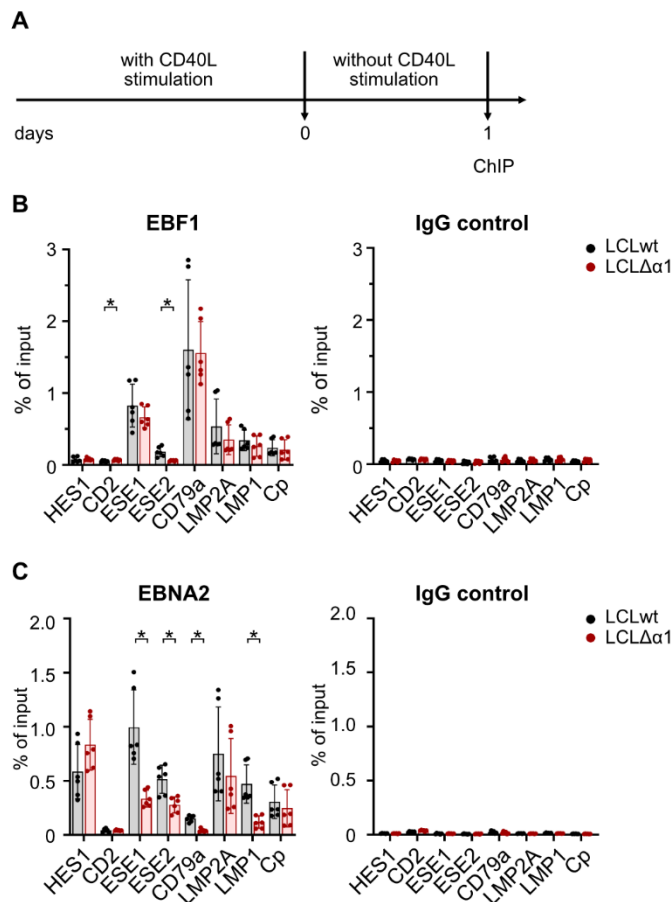 A
with CD40L
stimulation
without CD40L
stimulation
days
0
1
ChIP
B
EBF1
IgG control
LCLwt
LCLΔα1
% of input
3
2
1
0
* *
HES1
CD2
ESE1
ESE2
CD79a
LMP2A
LMP1
Cp
% of input
3
2
1
0
HES1
CD2
ESE1
ESE2
CD79a
LMP2A
LMP1
Cp
C
EBNA2
IgG control
LCLwt
LCLΔα1
% of input
2.0
1.5
1.0
0.5
0
* * * *
HES1
CD2
ESE1
ESE2
CD79a
LMP2A
LMP1
Cp
% of input
2.0
1.5
1.0
0.5
0
HES1
CD2
ESE1
ESE2
CD79a
LMP2A
LMP1
Cp